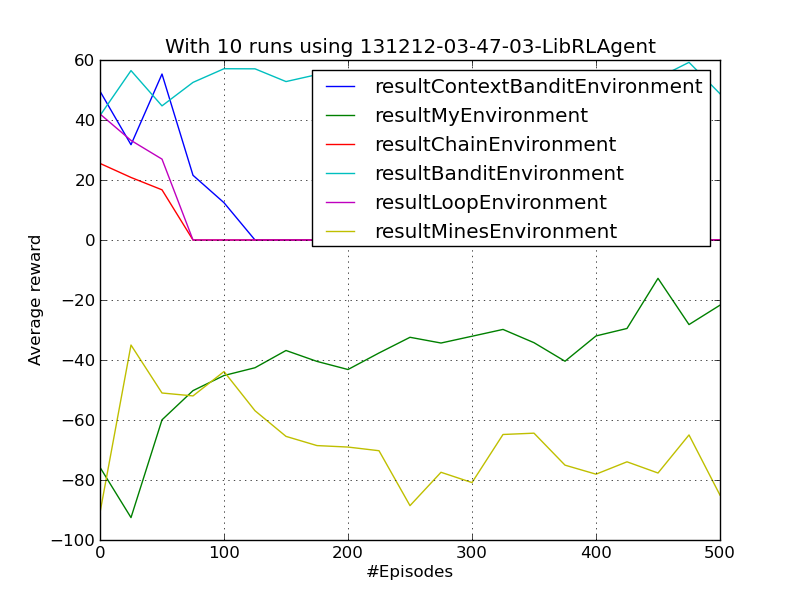 With 10 runs using 131212-03-47-03-LibRLAgent
60
40
20
0
−20
−40
−60
−80
−100
Average reward
resultContextBanditEnvironment
resultMyEnvironment
resultChainEnvironment
resultBanditEnvironment
resultLoopEnvironment
resultMinesEnvironment
0 100 200 300 400 500
#Episodes